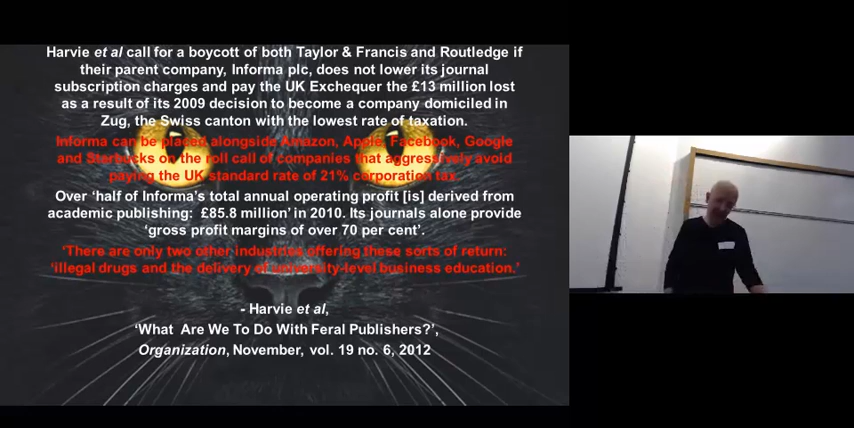 Harvie et al call for a boycott of both Taylor & Francis and Routledge if
their parent company, Informa plc, does not lower its journal
subscription charges and pay the UK Exchequer the £13 million lost
as a result of its 2009 decision to become a company domiciled in
Zug, the Swiss canton with the lowest rate of taxation.
Informa can be placed alongside Amazon, Apple, Facebook, Google
and Starbucks on the roll call of companies that aggressively avoid
paying the UK standard rate of 21% corporation tax.
Over ‘half of Informa’s total annual operating profit [is] derived from
academic publishing: £85.8 million’ in 2010. Its journals alone provide
‘gross profit margins of over 70 per cent’.
‘There are only two other industries offering these sorts of return:
‘illegal drugs and the delivery of university-level business education.’
- Harvie et al,
‘What Are We To Do With Feral Publishers?’,
Organization, November, vol. 19 no. 6, 2012